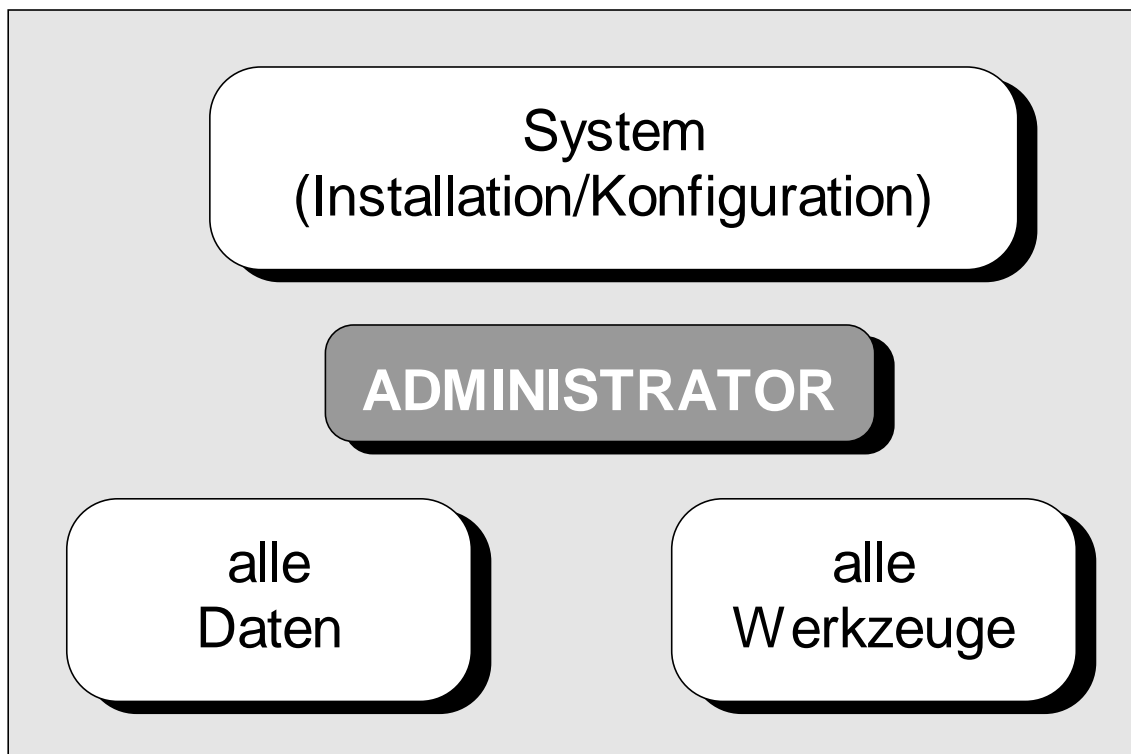 System
(Installation/Konfiguration)
ADMINISTRATOR
alle
Daten
alle
Werkzeuge